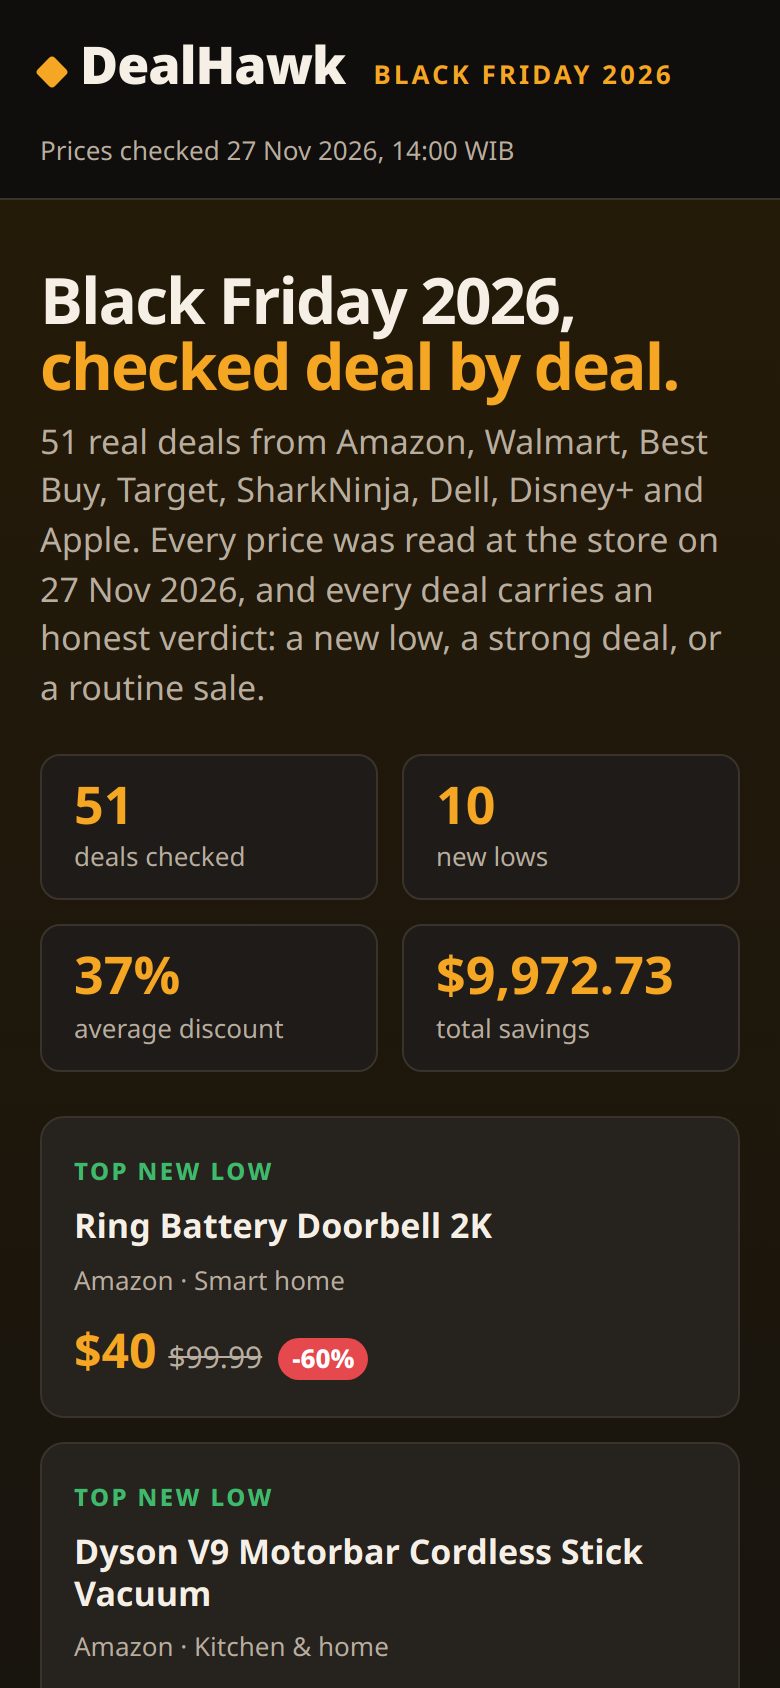 DealHawk BLACK FRIDAY 2026
Prices checked 27 Nov 2026, 14:00 WIB
Black Friday 2026,
checked deal by deal.
51 real deals from Amazon, Walmart, Best
Buy, Target, SharkNinja, Dell, Disney+ and
Apple. Every price was read at the store on
27 Nov 2026, and every deal carries an
honest verdict: a new low, a strong deal, or
a routine sale.
51
deals checked
10
new lows
37%
average discount
$9,972.73
total savings
TOP NEW LOW
Ring Battery Doorbell 2K
Amazon · Smart home
$40 $99.99 -60%
TOP NEW LOW
Dyson V9 Motorbar Cordless Stick
Vacuum
Amazon · Kitchen & home